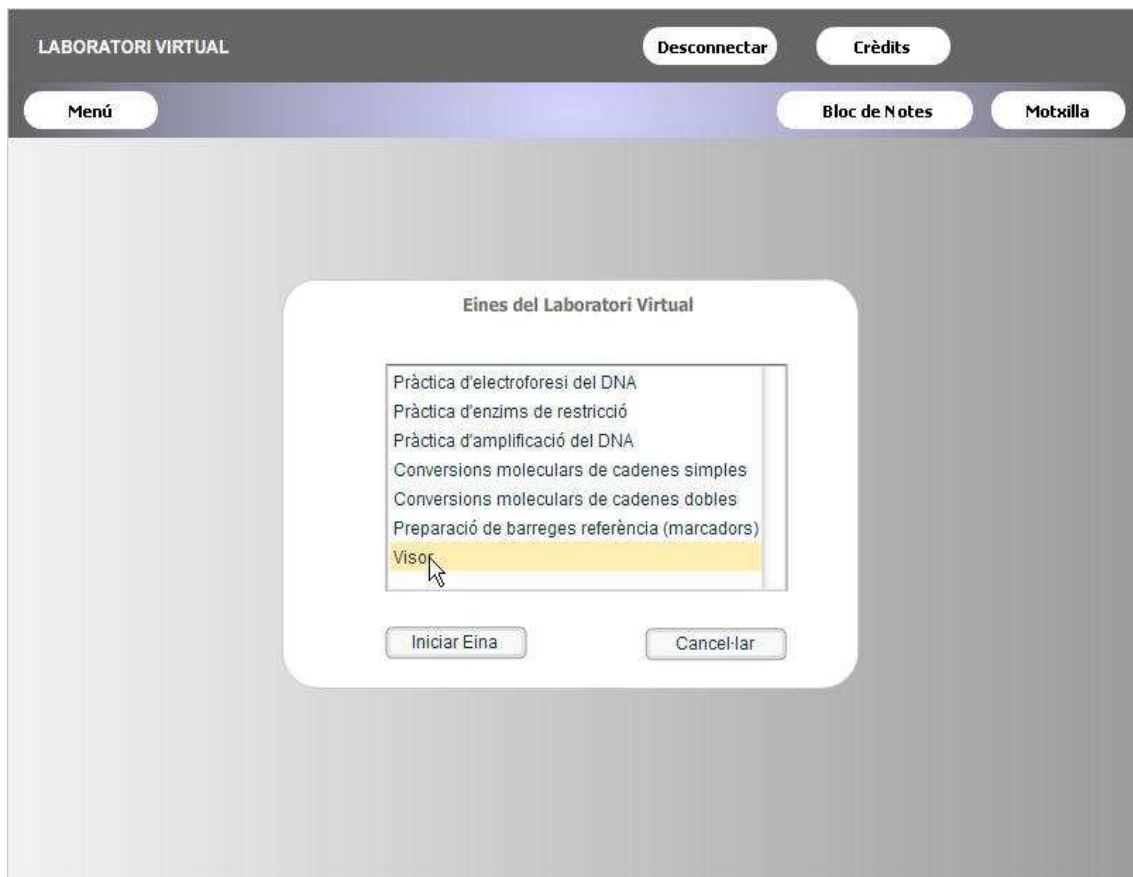 LABORATORI VIRTUAL
Desconnectar
Crèdits
Menú
Bloc de Notes
Motxilla
Eines del Laboratori Virtual
Pràctica d'electroforesi del DNA
Pràctica d'enzims de restricció
Pràctica d'amplificació del DNA
Conversions moleculars de cadenes simples
Conversions moleculars de cadenes dobles
Preparació de barreges referència (marcadors)
Visor
Iniciar Eina
Cancel·lar